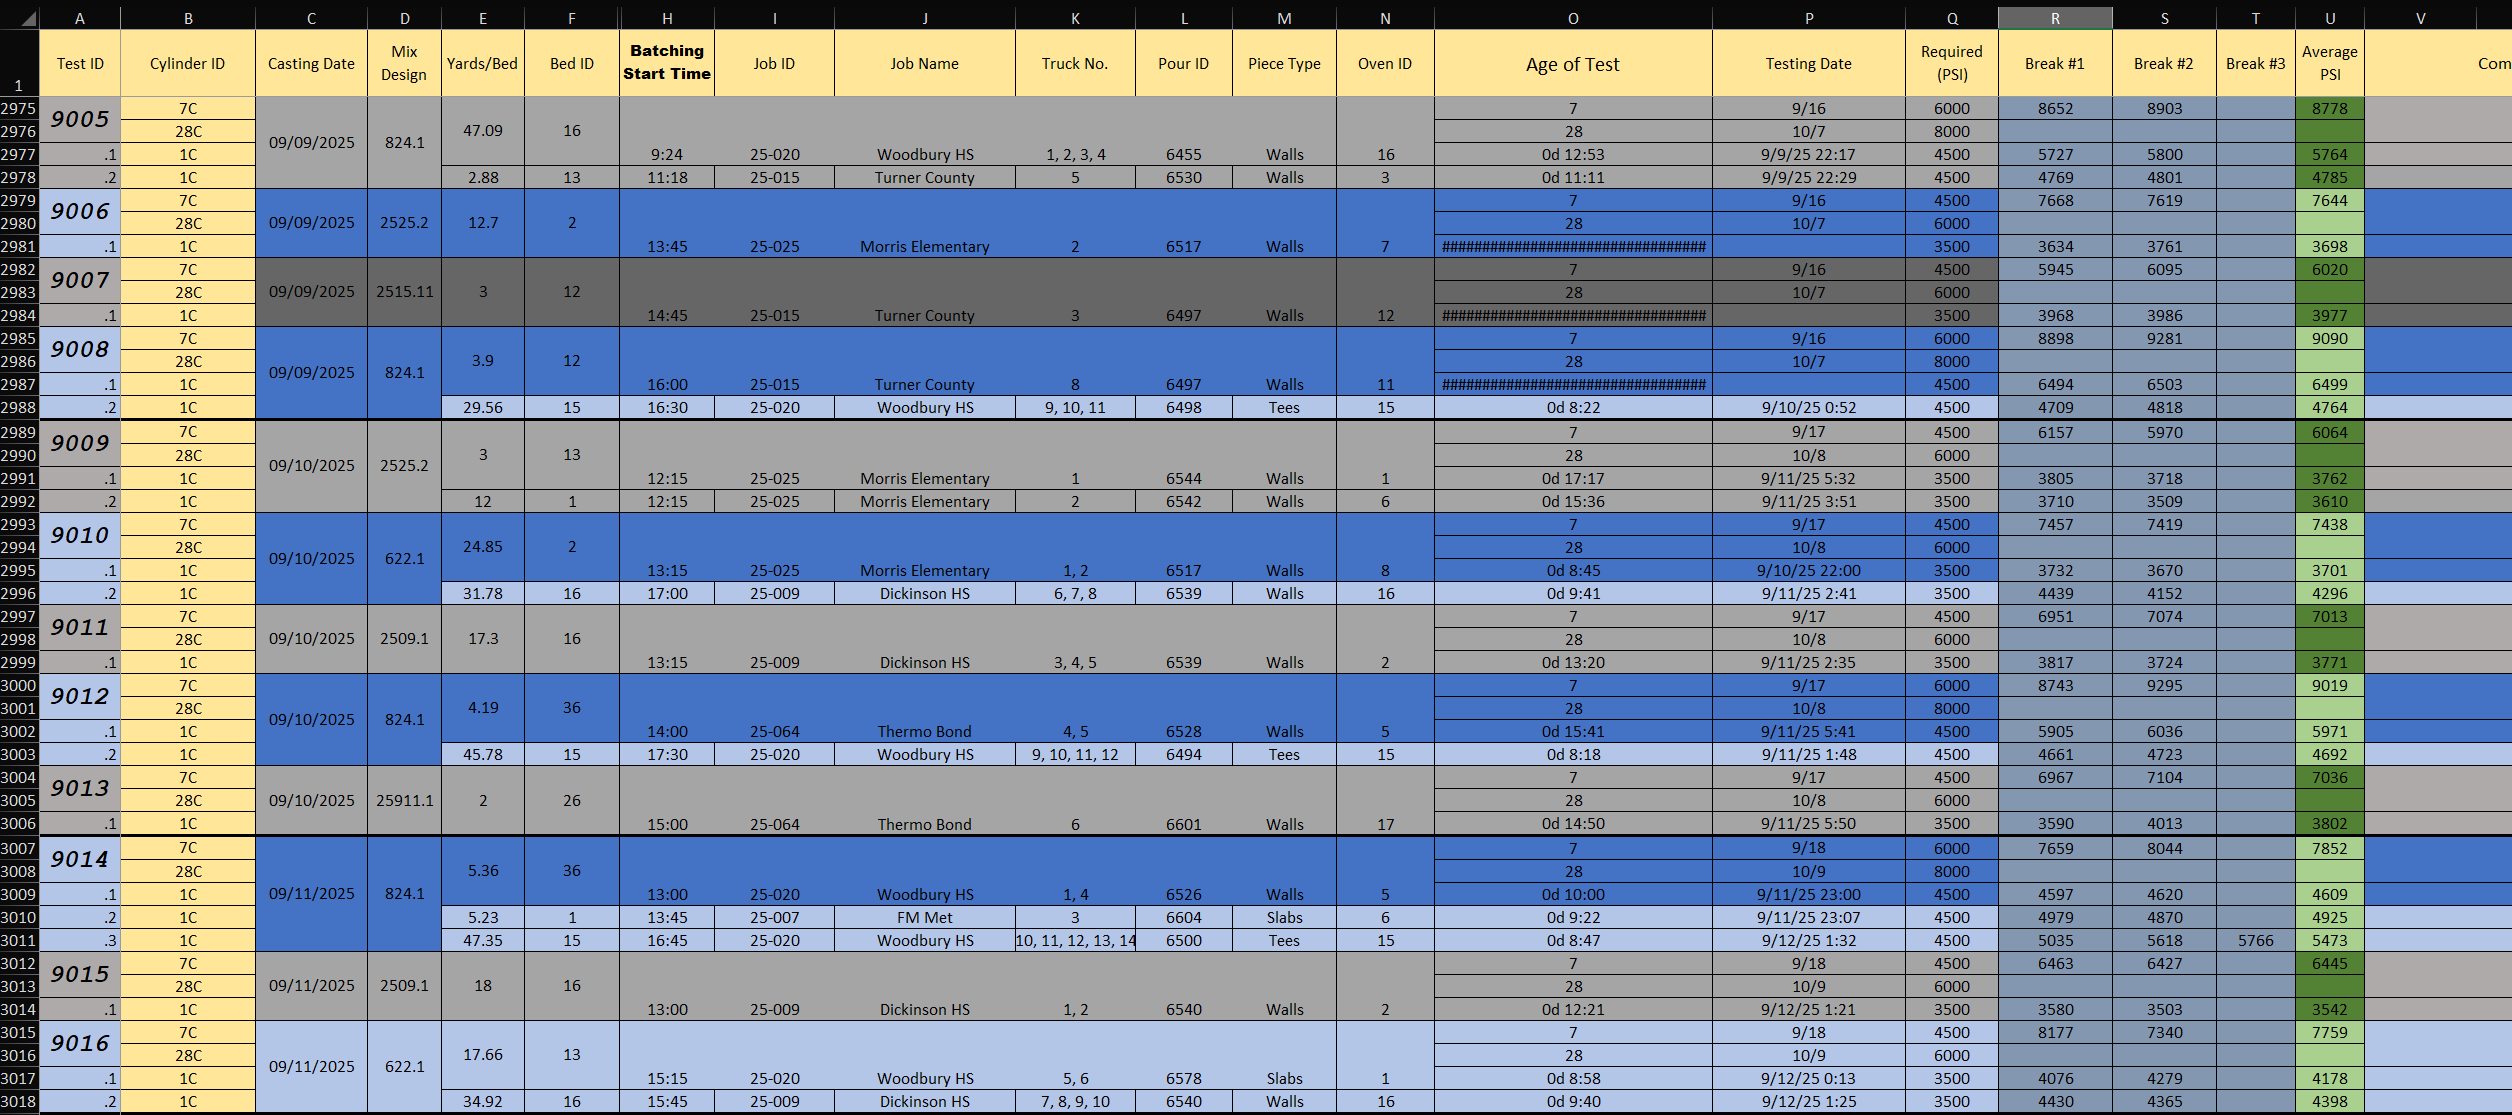 A B C D E F H I J K L M N O P Q R S T U V
1 Test ID Cylinder ID Casting Date Mix Design Yards/Bed Bed ID Batching Start Time Job ID Job Name Truck No. Pour ID Piece Type Oven ID Age of Test Testing Date Required (PSI) Break #1 Break #2 Break #3 Average PSI Com
2975 9005 7C 09/09/2025 824.1 47.09 16 7 9/16 6000 8652 8903 8778
2976 28C 28 10/7 8000
2977 .1 1C 9:24 25-020 Woodbury HS 1, 2, 3, 4 6455 Walls 16 0d 12:53 9/9/25 22:17 4500 5727 5800 5764
2978 .2 1C 2.88 13 11:18 25-015 Turner County 5 6530 Walls 3 0d 11:11 9/9/25 22:29 4500 4769 4801 4785
2979 9006 7C 09/09/2025 2525.2 12.7 2 7 9/16 4500 7668 7619 7644
2980 28C 28 10/7 6000
2981 .1 1C 13:45 25-025 Morris Elementary 2 6517 Walls 7 ################################# 3500 3634 3761 3698
2982 9007 7C 09/09/2025 2515.11 3 12 7 9/16 4500 5945 6095 6020
2983 28C 28 10/7 6000
2984 .1 1C 14:45 25-015 Turner County 3 6497 Walls 12 ################################# 3500 3968 3986 3977
2985 9008 7C 09/09/2025 824.1 3.9 12 7 9/16 6000 8898 9281 9090
2986 28C 28 10/7 8000
2987 .1 1C 16:00 25-015 Turner County 8 6497 Walls 11 ################################# 4500 6494 6503 6499
2988 .2 1C 29.56 15 16:30 25-020 Woodbury HS 9, 10, 11 6498 Tees 15 0d 8:22 9/10/25 0:52 4500 4709 4818 4764
2989 9009 7C 09/10/2025 2525.2 3 13 7 9/17 4500 6157 5970 6064
2990 28C 28 10/8 6000
2991 .1 1C 12:15 25-025 Morris Elementary 1 6544 Walls 1 0d 17:17 9/11/25 5:32 3500 3805 3718 3762
2992 .2 1C 12 1 12:15 25-025 Morris Elementary 2 6542 Walls 6 0d 15:36 9/11/25 3:51 3500 3710 3509 3610
2993 9010 7C 09/10/2025 622.1 24.85 2 7 9/17 4500 7457 7419 7438
2994 28C 28 10/8 6000
2995 .1 1C 13:15 25-025 Morris Elementary 1, 2 6517 Walls 8 0d 8:45 9/10/25 22:00 3500 3732 3670 3701
2996 .2 1C 31.78 16 17:00 25-009 Dickinson HS 6, 7, 8 6539 Walls 16 0d 9:41 9/11/25 2:41 3500 4439 4152 4296
2997 9011 7C 09/10/2025 2509.1 17.3 16 7 9/17 4500 6951 7074 7013
2998 28C 28 10/8 6000
2999 .1 1C 13:15 25-009 Dickinson HS 3, 4, 5 6539 Walls 2 0d 13:20 9/11/25 2:35 3500 3817 3724 3771
3000 9012 7C 09/10/2025 824.1 4.19 36 7 9/17 6000 8743 9295 9019
3001 28C 28 10/8 8000
3002 .1 1C 14:00 25-064 Thermo Bond 4, 5 6528 Walls 5 0d 15:41 9/11/25 5:41 4500 5905 6036 5971
3003 .2 1C 45.78 15 17:30 25-020 Woodbury HS 9, 10, 11, 12 6494 Tees 15 0d 8:18 9/11/25 1:48 4500 4661 4723 4692
3004 9013 7C 09/10/2025 25911.1 2 26 7 9/17 4500 6967 7104 7036
3005 28C 28 10/8 6000
3006 .1 1C 15:00 25-064 Thermo Bond 6 6601 Walls 17 0d 14:50 9/11/25 5:50 3500 3590 4013 3802
3007 9014 7C 09/11/2025 824.1 5.36 36 7 9/18 6000 7659 8044 7852
3008 28C 28 10/9 8000
3009 .1 1C 13:00 25-020 Woodbury HS 1, 4 6526 Walls 5 0d 10:00 9/11/25 23:00 4500 4597 4620 4609
3010 .2 1C 5.23 1 13:45 25-007 FM Met 3 6604 Slabs 6 0d 9:22 9/11/25 23:07 4500 4979 4870 4925
3011 .3 1C 47.35 15 16:45 25-020 Woodbury HS 10, 11, 12, 13, 14 6500 Tees 15 0d 8:47 9/12/25 1:32 4500 5035 5618 5766 5473
3012 9015 7C 09/11/2025 2509.1 18 16 7 9/18 4500 6463 6427 6445
3013 28C 28 10/9 6000
3014 .1 1C 13:00 25-009 Dickinson HS 1, 2 6540 Walls 2 0d 12:21 9/12/25 1:21 3500 3580 3503 3542
3015 9016 7C 09/11/2025 622.1 17.66 13 7 9/18 4500 8177 7340 7759
3016 28C 28 10/9 6000
3017 .1 1C 15:15 25-020 Woodbury HS 5, 6 6578 Slabs 1 0d 8:58 9/12/25 0:13 3500 4076 4279 4178
3018 .2 1C 34.92 16 15:45 25-009 Dickinson HS 7, 8, 9, 10 6540 Walls 16 0d 9:40 9/12/25 1:25 3500 4430 4365 4398